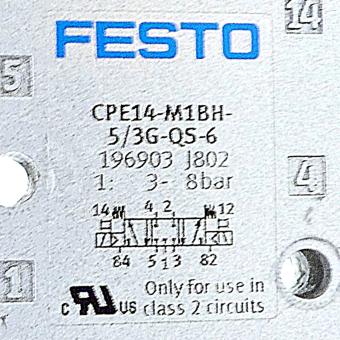 14
FESTO
5
CPE14-M1BH-
5/3G-QS-6
196903 J802
1: 3- 8bar
4
14 4 2 12
84 5 1 3 82
1
Only for use in
class 2 circuits
c RU US